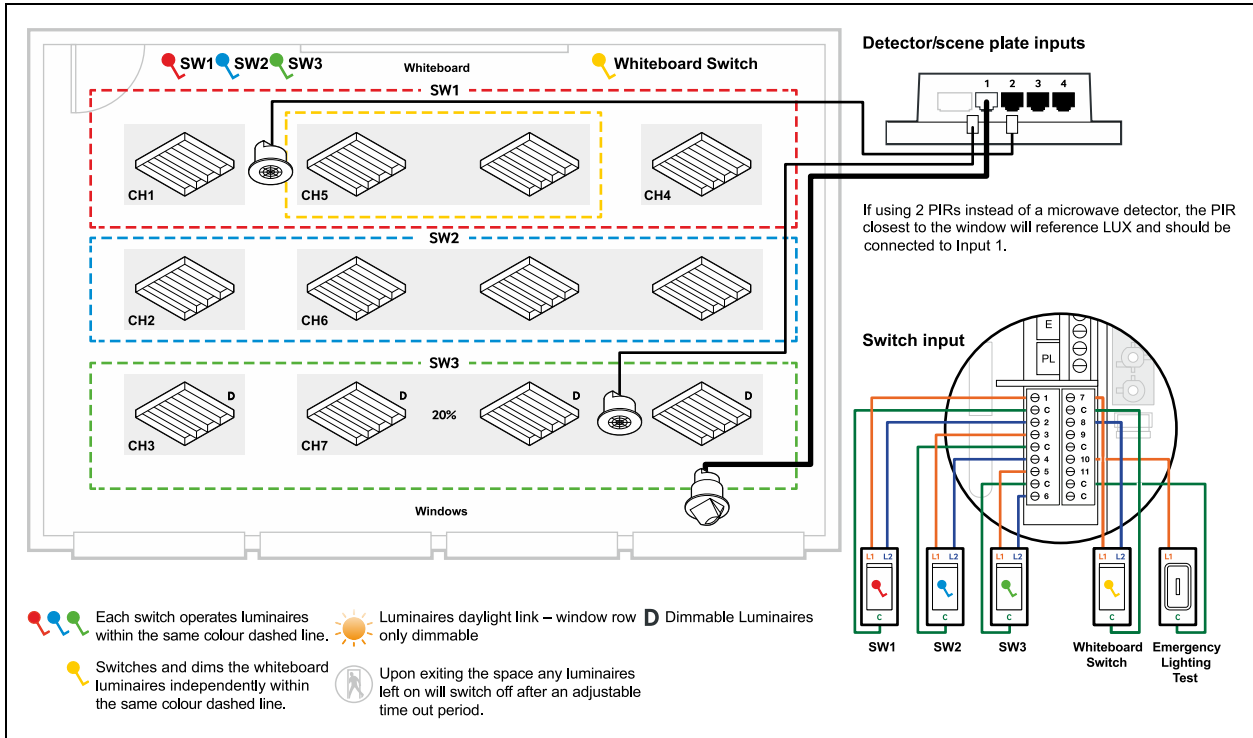 SW1 SW2 SW3
Whiteboard
Whiteboard Switch
SW1
CH1
CH5
CH4
SW2
CH2
CH6
SW3
D
D
D
D
20%
CH3
CH7
Windows
Detector/scene plate inputs
1 2 3 4
If using 2 PIRs instead of a microwave detector, the PIR
closest to the window will reference LUX and should be
connected to Input 1.
Switch input
E
PL
1 7
C C
2 8
3 9
C C
4 10
5 11
C C
6 C
L1 L2
L1 L2
L1 L2
L1 L2
L1
C
C
C
C
C
SW1
SW2
SW3
Whiteboard
Switch
Emergency
Lighting
Test
Each switch operates luminaires
within the same colour dashed line.
Switches and dims the whiteboard
luminaires independently within
the same colour dashed line.
Luminaires daylight link – window row
only dimmable
Upon exiting the space any luminaires
left on will switch off after an adjustable
time out period.
D Dimmable Luminaires